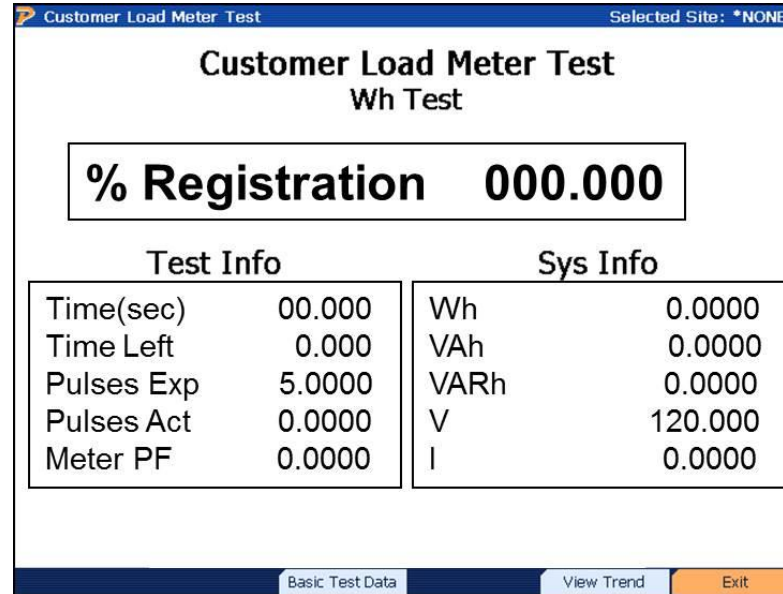 Customer Load Meter Test Selected Site: *NONE
Customer Load Meter Test
Wh Test
% Registration 000.000
Test Info
Time(sec) 00.000
Time Left 0.000
Pulses Exp 5.0000
Pulses Act 0.0000
Meter PF 0.0000
Sys Info
Wh 0.0000
VAh 0.0000
VARh 0.0000
V 120.000
I 0.0000
Basic Test Data View Trend Exit